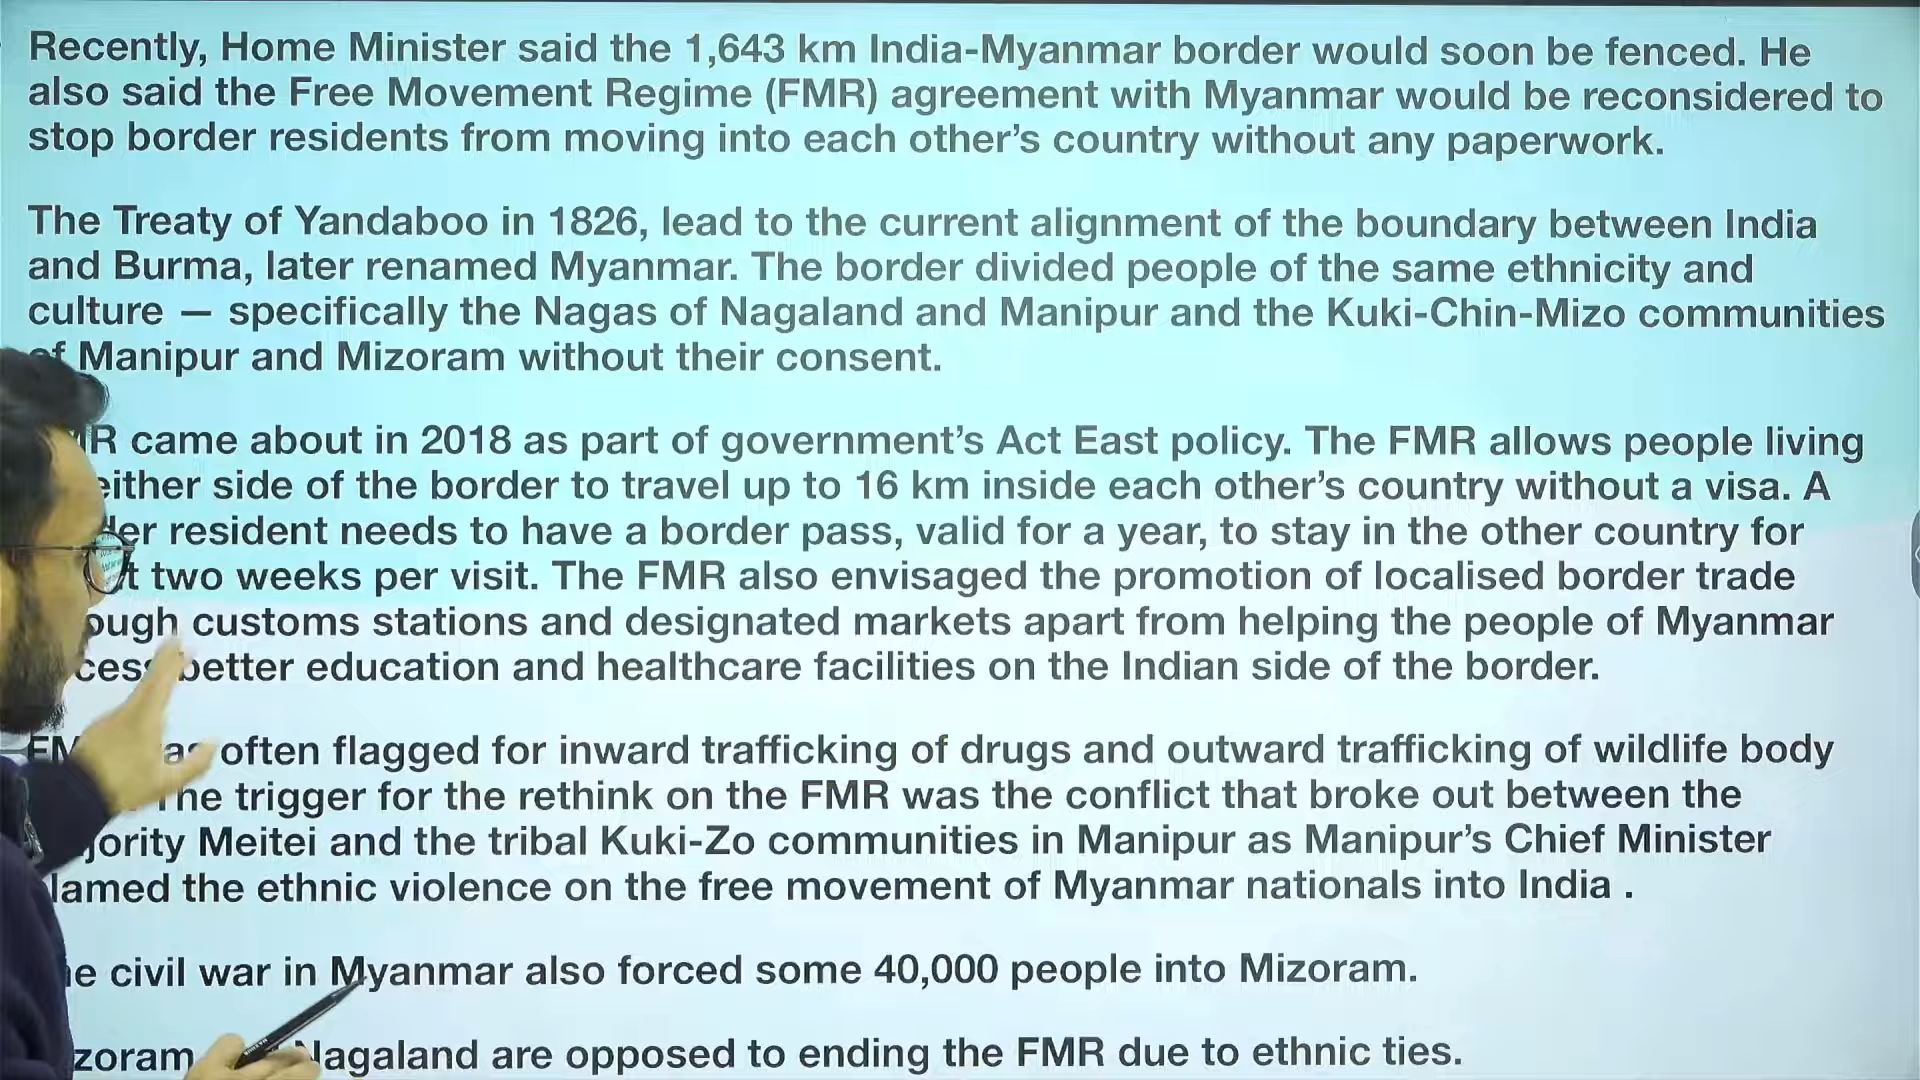 Recently, Home Minister said the 1,643 km India-Myanmar border would soon be fenced. He
also said the Free Movement Regime (FMR) agreement with Myanmar would be reconsidered to
stop border residents from moving into each other’s country without any paperwork.
The Treaty of Yandaboo in 1826, lead to the current alignment of the boundary between India
and Burma, later renamed Myanmar. The border divided people of the same ethnicity and
culture — specifically the Nagas of Nagaland and Manipur and the Kuki-Chin-Mizo communities
of Manipur and Mizoram without their consent.
came about in 2018 as part of government’s Act East policy. The FMR allows people living
either side of the border to travel up to 16 km inside each other’s country without a visa. A
resident needs to have a border pass, valid for a year, to stay in the other country for
two weeks per visit. The FMR also envisaged the promotion of localised border trade
customs stations and designated markets apart from helping the people of Myanmar
better education and healthcare facilities on the Indian side of the border.
often flagged for inward trafficking of drugs and outward trafficking of wildlife body
The trigger for the rethink on the FMR was the conflict that broke out between the
Meitei and the tribal Kuki-Zo communities in Manipur as Manipur’s Chief Minister
the ethnic violence on the free movement of Myanmar nationals into India .
civil war in Myanmar also forced some 40,000 people into Mizoram.
Nagaland are opposed to ending the FMR due to ethnic ties.